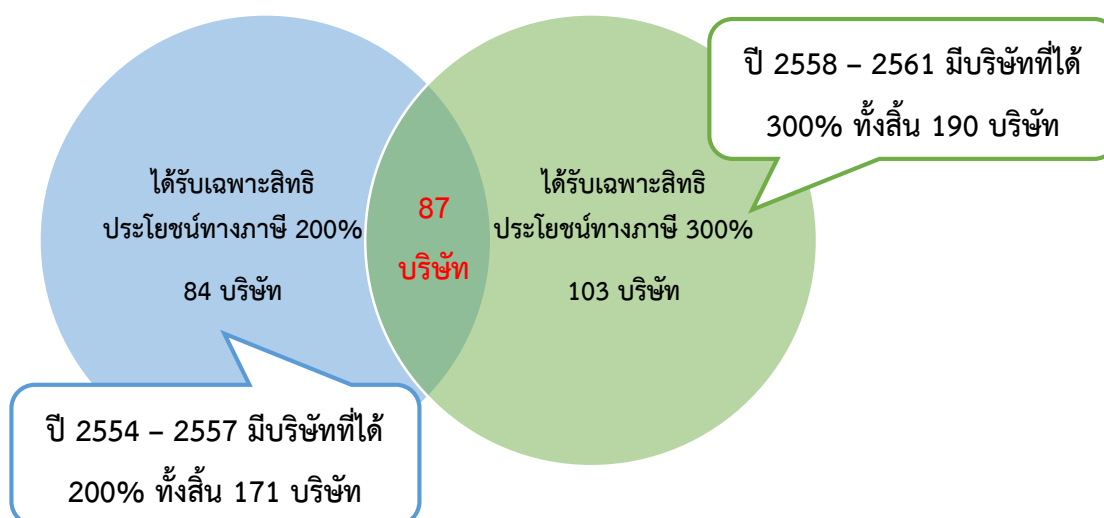 ปี 2558 – 2561 มีบริษัทที่ได้
300% ทั้งสิ้น 190 บริษัท
ได้รับเฉพาะสิทธิ
ประโยชน์ทางภาษี 200%
84 บริษัท
87
บริษัท
ได้รับเฉพาะสิทธิ
ประโยชน์ทางภาษี 300%
103 บริษัท
ปี 2554 – 2557 มีบริษัทที่ได้
200% ทั้งสิ้น 171 บริษัท